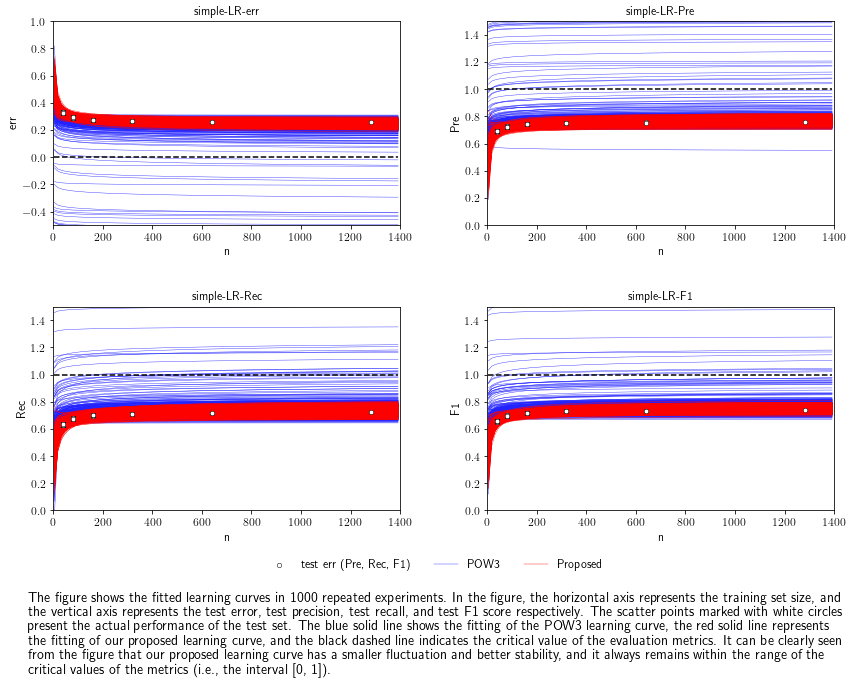 simple-LR-err
1.0
0.8
0.6
0.4
0.2
0.0
−0.2
−0.4
err
0 200 400 600 800 1000 1200 1400
n
simple-LR-Pre
1.4
1.2
1.0
0.8
0.6
0.4
0.2
0.0
Pre
0 200 400 600 800 1000 1200 1400
n
simple-LR-Rec
1.4
1.2
1.0
0.8
0.6
0.4
0.2
0.0
Rec
0 200 400 600 800 1000 1200 1400
n
simple-LR-F1
1.4
1.2
1.0
0.8
0.6
0.4
0.2
0.0
F1
0 200 400 600 800 1000 1200 1400
n
test err (Pre, Rec, F1) POW3 Proposed
The figure shows the fitted learning curves in 1000 repeated experiments. In the figure, the horizontal axis represents the training set size, and
the vertical axis represents the test error, test precision, test recall, and test F1 score respectively. The scatter points marked with white circles
present the actual performance of the test set. The blue solid line shows the fitting of the POW3 learning curve, the red solid line represents
the fitting of our proposed learning curve, and the black dashed line indicates the critical value of the evaluation metrics. It can be clearly seen
from the figure that our proposed learning curve has a smaller fluctuation and better stability, and it always remains within the range of the
critical values of the metrics (i.e., the interval [0, 1]).